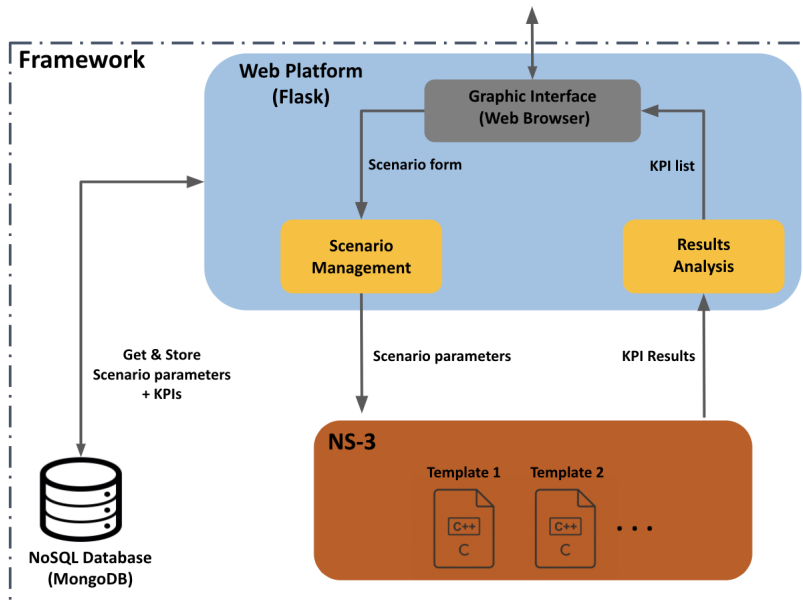 Framework
Web Platform
(Flask)
Graphic Interface
(Web Browser)
Scenario form
KPI list
Scenario
Management
Results
Analysis
Get & Store
Scenario parameters
+ KPIs
Scenario parameters
KPI Results
NS-3
Template 1
Template 2
C++
C
C++
C
...
NoSQL Database
(MongoDB)